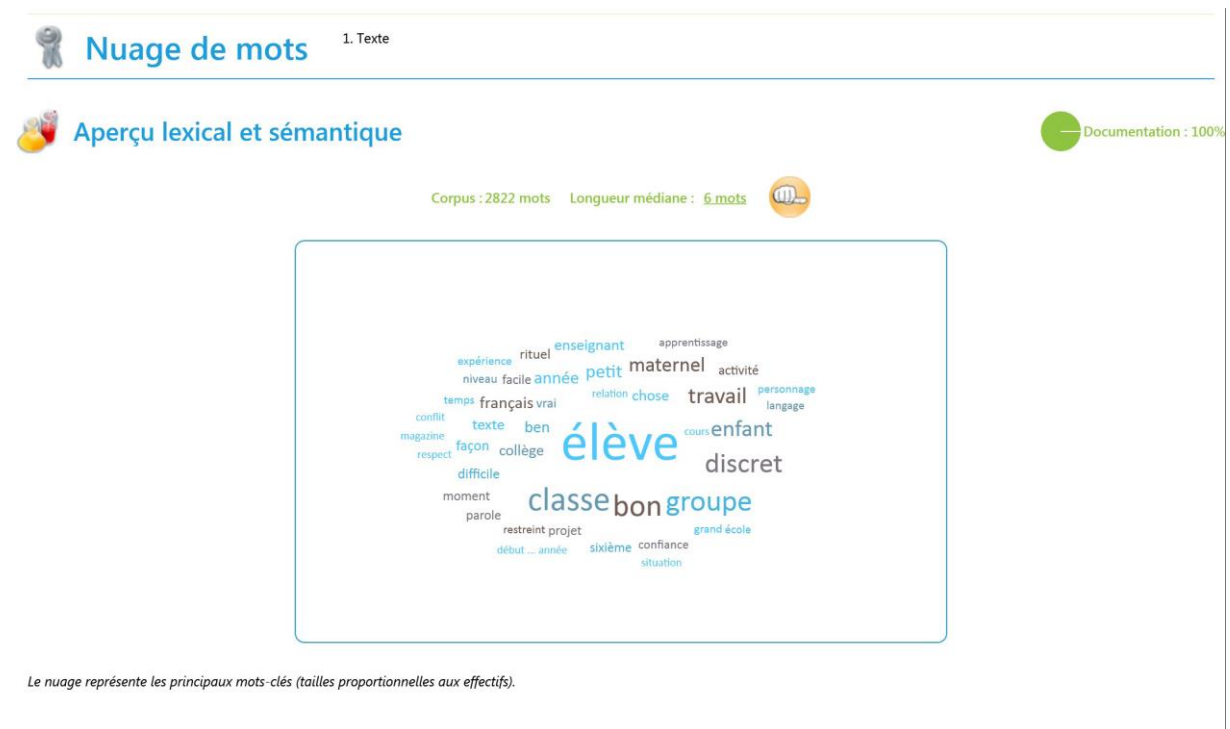 Nuage de mots
1. Texte
Aperçu lexical et sémantique
Documentation : 100%
Corpus : 2822 mots Longueur médiane : 6 mots
enseignant apprentissage
expérience rituel maternel
niveau facile année petit activité
temps français vrai relation chose travail personnage
langage
conflit texte ben élève cours enfant
magazine façon collège
respect discret
difficile
moment classe bon groupe
parole
restreint projet grand école
début ... année sixième confiance
situation
Le nuage représente les principaux mots-clés (tailles proportionnelles aux effectifs).